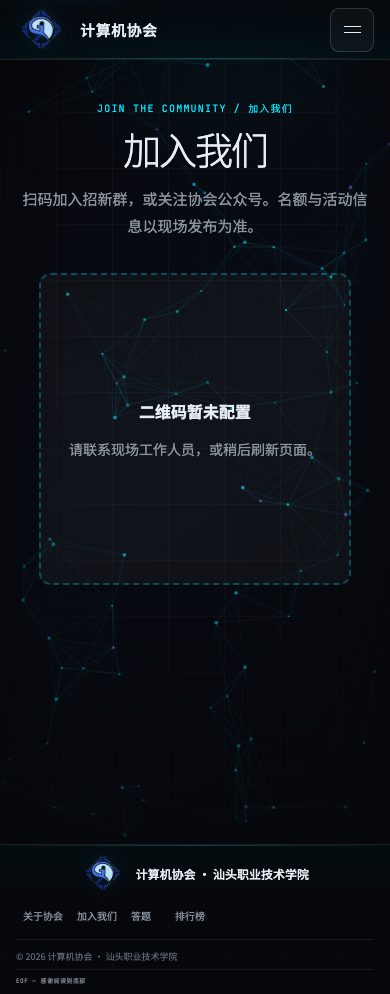 计算机协会
JOIN THE COMMUNITY / 加入我们
加入我们
扫码加入招新群，或关注协会公众号。名额与活动信
息以现场发布为准。
二维码暂未配置
请联系现场工作人员，或稍后刷新页面。
计算机协会 · 汕头职业技术学院
关于协会 加入我们 答题 排行榜
© 2026 计算机协会 · 汕头职业技术学院
EOF — 感谢阅读到底部